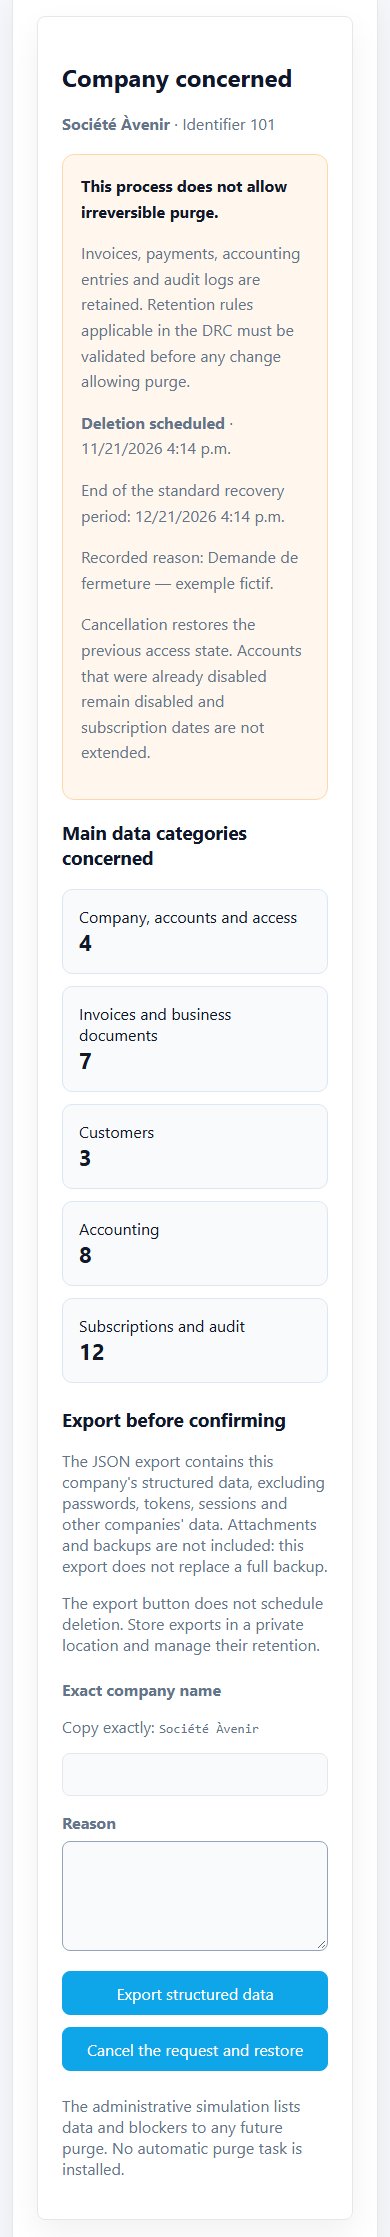 Company concerned
Société Àvenir · Identifier 101
This process does not allow
irreversible purge.
Invoices, payments, accounting
entries and audit logs are
retained. Retention rules
applicable in the DRC must be
validated before any change
allowing purge.
Deletion scheduled ·
11/21/2026 4:14 p.m.
End of the standard recovery
period: 12/21/2026 4:14 p.m.
Recorded reason: Demande de
fermeture — exemple fictif.
Cancellation restores the
previous access state. Accounts
that were already disabled
remain disabled and
subscription dates are not
extended.
Main data categories
concerned
Company, accounts and access
4
Invoices and business
documents
7
Customers
3
Accounting
8
Subscriptions and audit
12
Export before confirming
The JSON export contains this
company's structured data, excluding
passwords, tokens, sessions and
other companies' data. Attachments
and backups are not included: this
export does not replace a full backup.
The export button does not schedule
deletion. Store exports in a private
location and manage their retention.
Exact company name
Copy exactly: Société Àvenir
Reason
Export structured data
Cancel the request and restore
The administrative simulation lists
data and blockers to any future
purge. No automatic purge task is
installed.